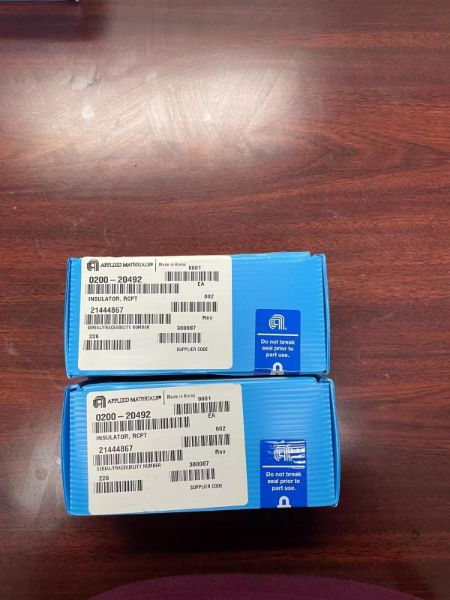 APPLIED MATERIALS® Made in Korea
0001
0200-20492 EA
INSULATOR, RCPT
002
21444867 Rev
SERIAL/TRACEABILITY NUMBER 300087
226 SUPPLIER CODE
Do not break
seal prior to
part use.
APPLIED MATERIALS® Made in Korea
0001
0200-20492 EA
INSULATOR, RCPT
002
21444867 Rev
SERIAL/TRACEABILITY NUMBER 300087
226 SUPPLIER CODE
Do not break
seal prior to
part use.